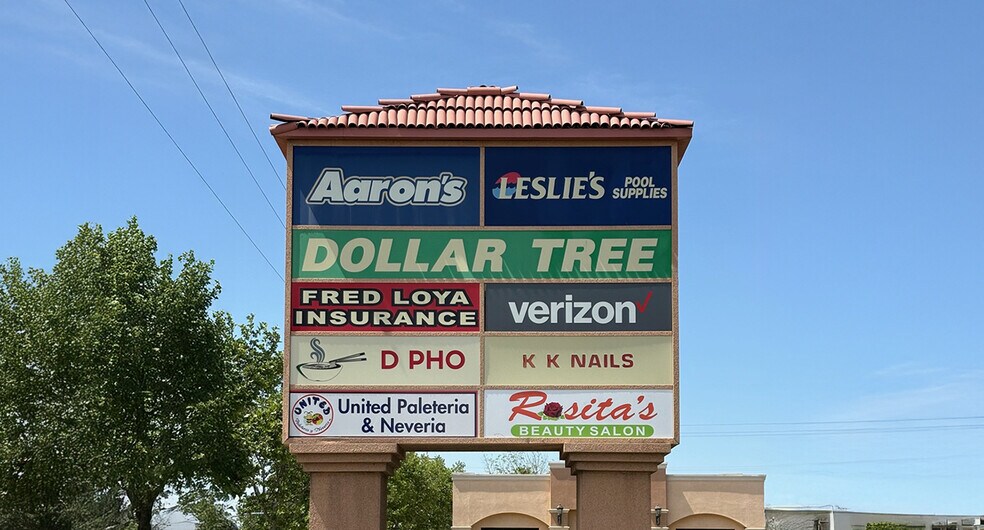 Aaron's
LESLIE'S POOL SUPPLIES
DOLLAR TREE
FRED LOYA
INSURANCE
verizon
D PHO
K K NAILS
UNITED
United Paleteria
& Neveria
Rosita's
BEAUTY SALON